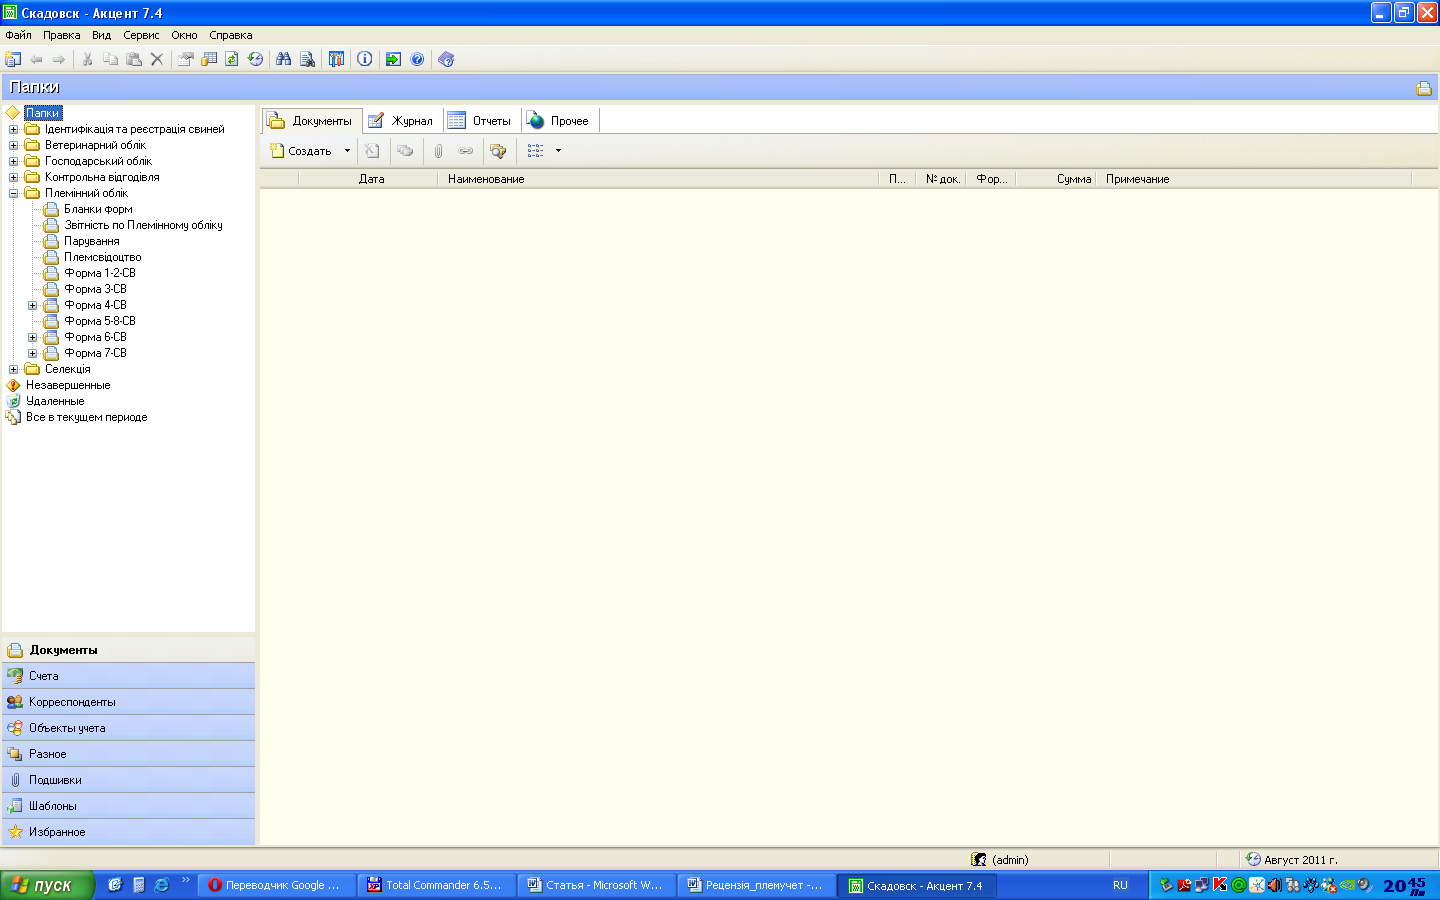 Скадовск - Акцент 7.4
Файл Правка Вид Сервис Окно Справка
Папки
Папки
Ідентифікація та реєстрація свиней
Ветеринарний облік
Господарський облік
Контрольна відгодівля
Племінний облік
Бланки форм
Звітність по Племінному обліку
Парування
Племсвідоцтво
Форма 1-2-СВ
Форма 3-СВ
Форма 4-СВ
Форма 5-8-СВ
Форма 6-СВ
Форма 7-СВ
Селекція
Незавершенные
Удаленные
Все в текущем периоде
Документы
Счета
Корреспонденты
Объекты учета
Разное
Подшивки
Шаблоны
Избранное
Документы Журнал Отчеты Прочее
Создать
Дата Наименование П... № док. Фор... Сумма Примечание
(admin) Август 2011 г.
пуск Переводчик Google ... Total Commander 6.5... Статья - Microsoft W... Рецензія_племучет -... Скадовск - Акцент 7.4 RU 20 45 Пн